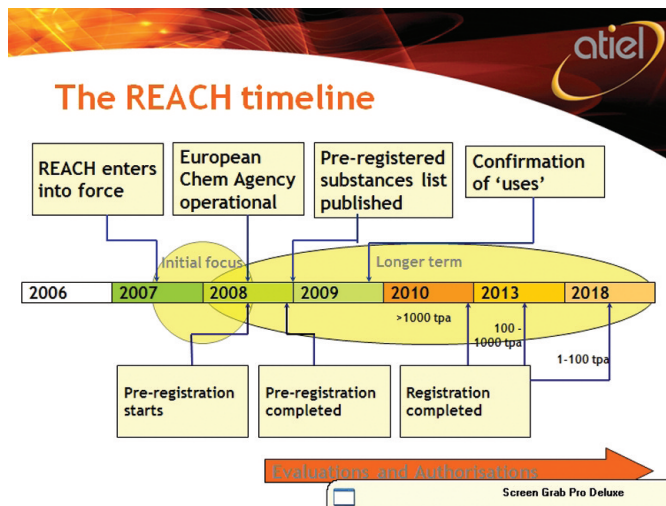 atiel
The REACH timeline
REACH enters
into force
European
Chem Agency
operational
Pre-registered
substances list
published
Confirmation
of ‘uses’
Initial focus
Longer term
2006
2007
2008
2009
2010
2013
2018
>1000 tpa
100 -
1000 tpa
1-100 tpa
Pre-registration
starts
Pre-registration
completed
Registration
completed
Evaluations and Authorisations
Screen Grab Pro Deluxe